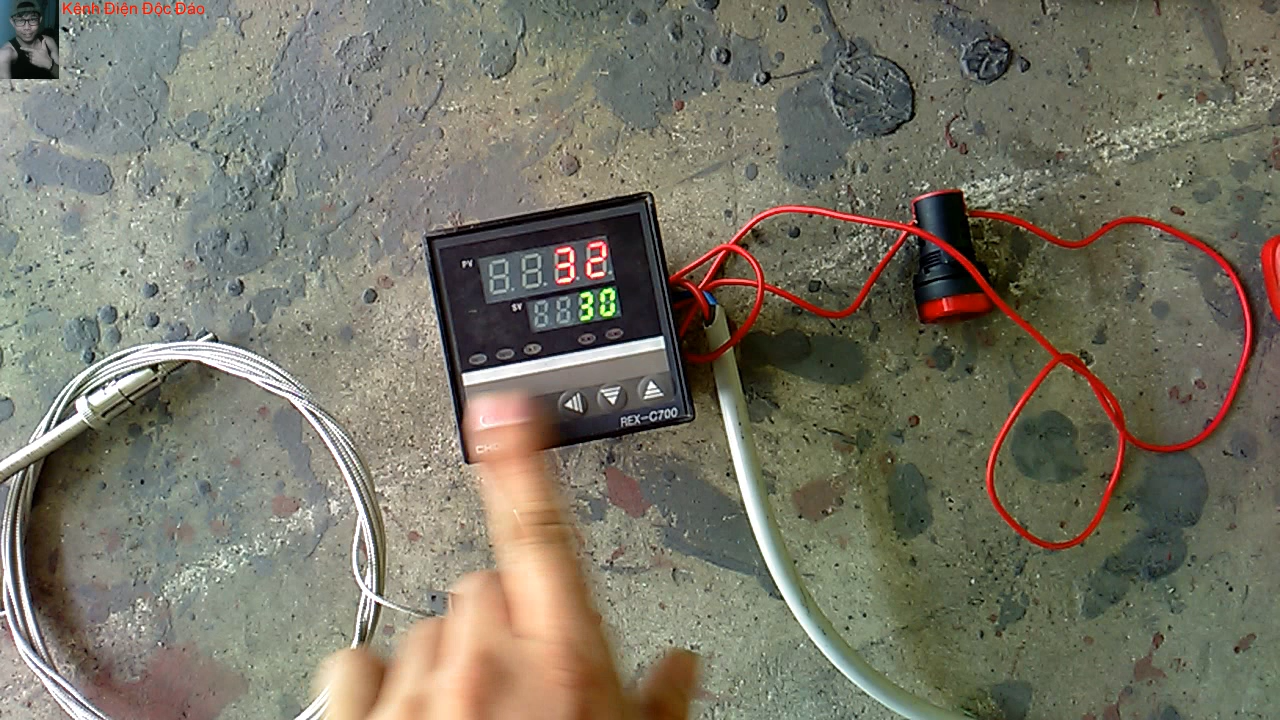 Kênh Điện Độc Đáo
PV
32
SV
30
REX-C700